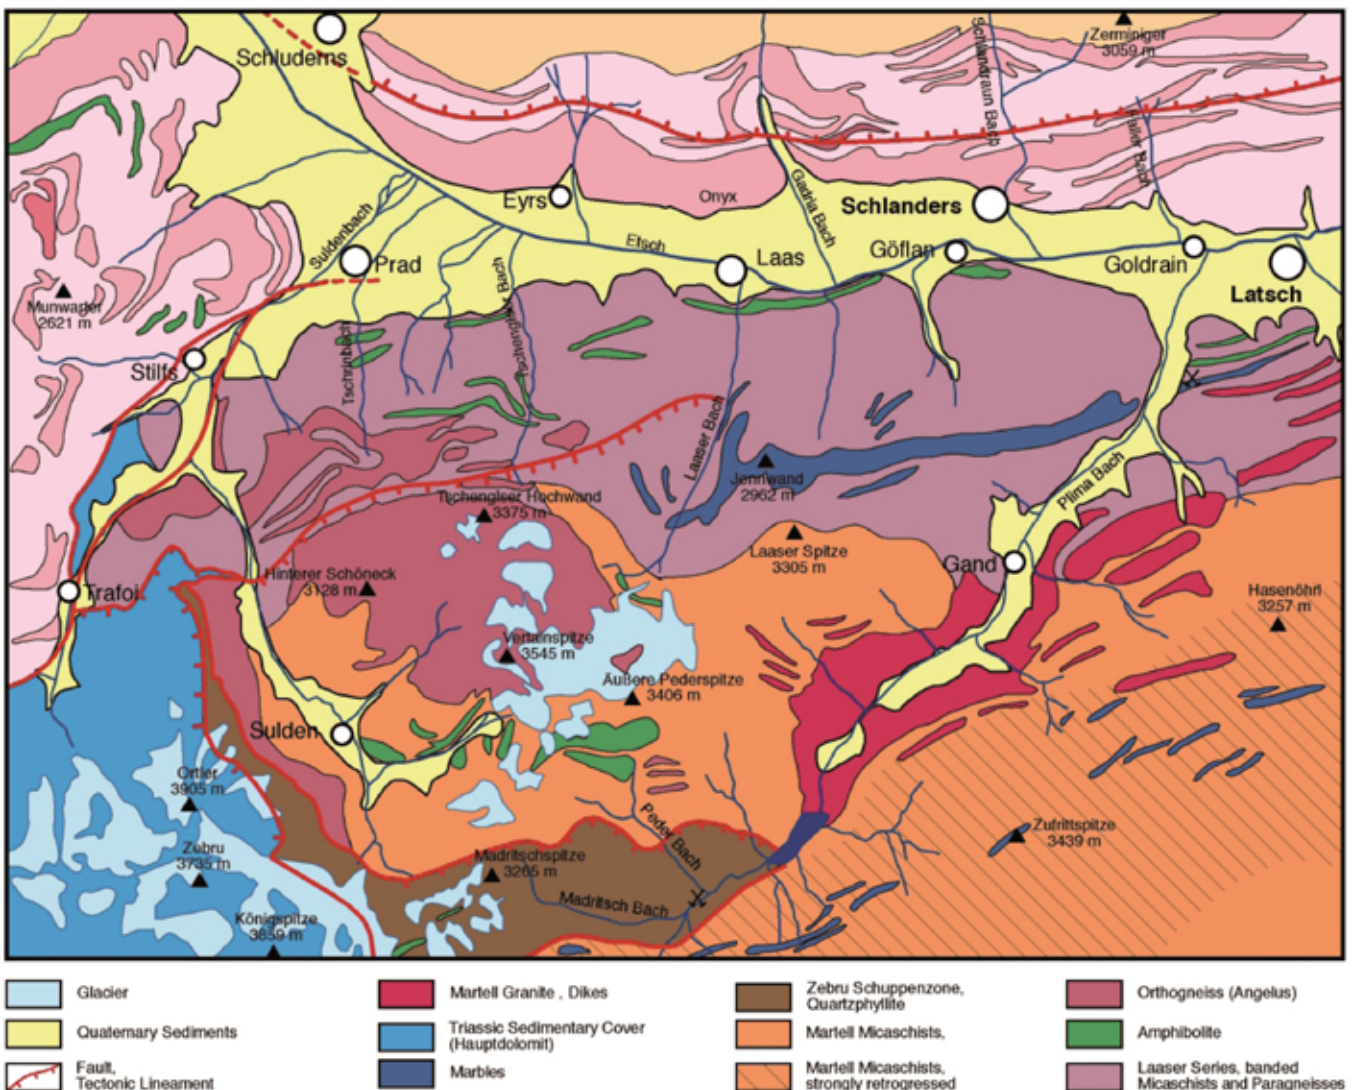 Zerminiger
3059 m
Schluderns
Schlandraun Bach
Faller Bach
Eyrs
Onyx
Gadria Bach
Schlanders
Suldenbach
Prad
Etsch
Laas
Göflan
Goldrain
Latsch
Munwarter
2621 m
Stilfs
Tschrinbach
Tschenglser Bach
Laaser Bach
Jennwand
2962 m
Plima Bach
Tschenglser Hochwand
3375 m
Laaser Spitze
3305 m
Gand
Trafoi
Hinterer Schöneck
3128 m
Hasenöhrl
3257 m
Vertainspitze
3545 m
Äußere Pederspitze
3406 m
Sulden
Ortler
3905 m
Zebru
3735 m
Peder Bach
Zufrittspitze
3439 m
Madritschspitze
3265 m
Madritsch Bach
Königspitze
3859 m
Glacier
Quaternary Sediments
Fault,
Tectonic Lineament
Martell Granite , Dikes
Triassic Sedimentary Cover
(Hauptdolomit)
Marbles
Zebru Schuppenzone,
Quartzphyllite
Martell Micaschists,
Martell Micaschists,
strongly retrogressed
Orthogneiss (Angelus)
Amphibolite
Laaser Series, banded
Micaschists and Paragneisses